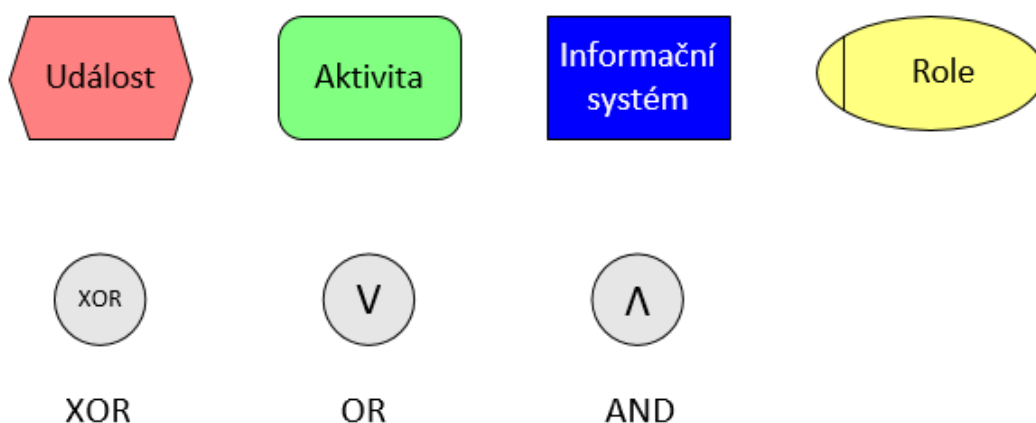 Událost
Aktivita
Informační
systém
Role
XOR
V
Λ
XOR
OR
AND